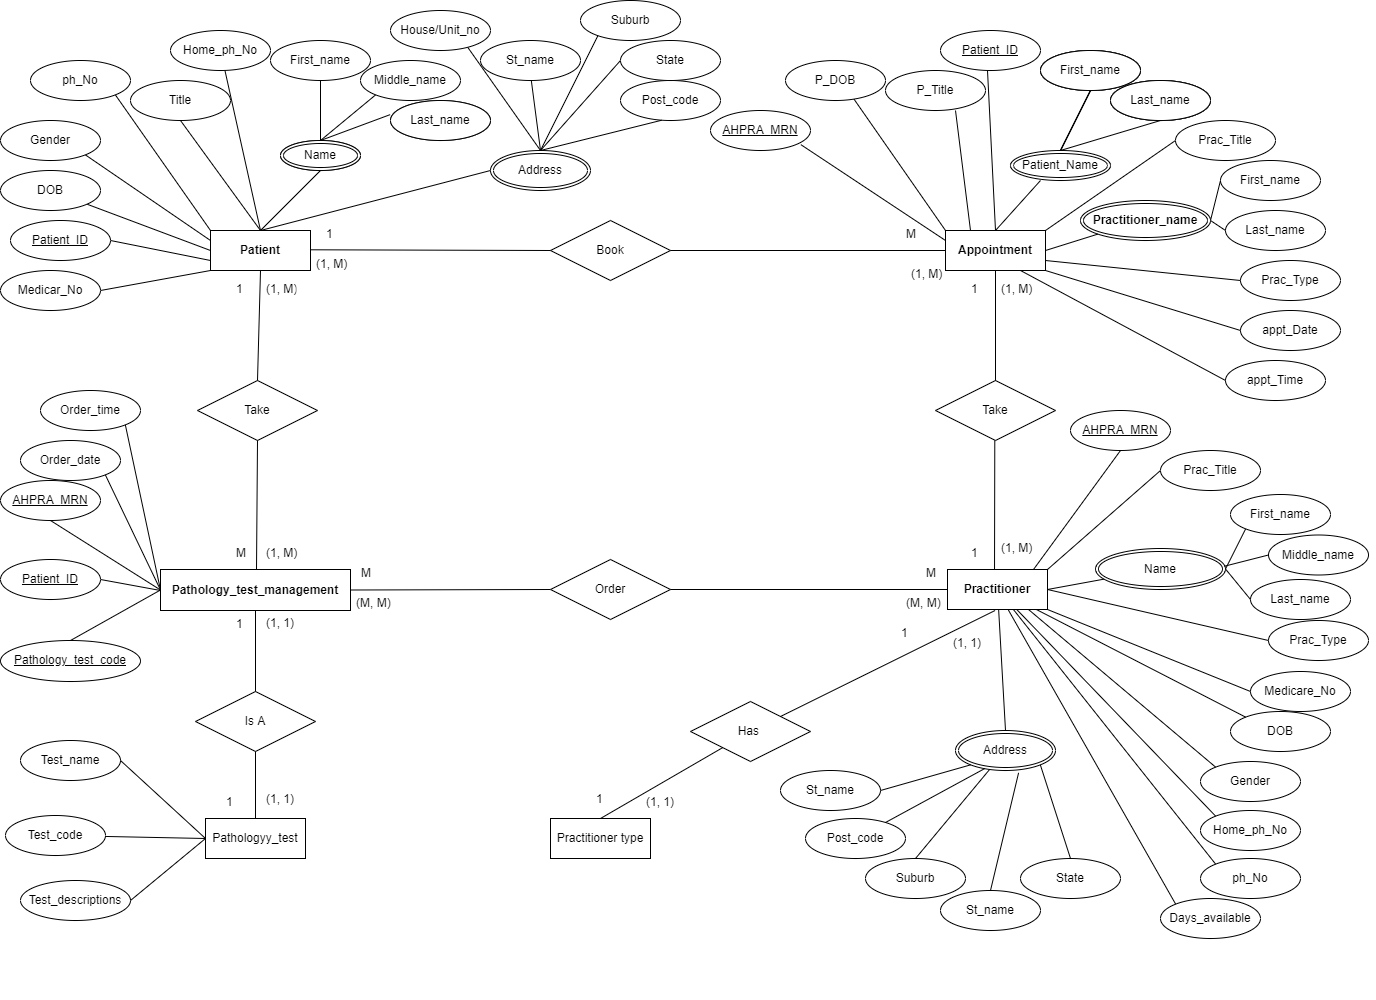 Suburb
House/Unit_no
Home_ph_No
First_name
St_name
State
Patient_ID
ph_No
Title
Middle_name
Post_code
P_DOB
P_Title
First_name
Last_name
Last_name
AHPRA_MRN
Gender
Name
Address
Patient_Name
Prac_Title
DOB
First_name
Practitioner_name
Last_name
Patient_ID
Patient
1
(1, M)
Book
M
(1, M)
Appointment
Medicar_No
1
(1, M)
1
(1, M)
Prac_Type
appt_Date
appt_Time
Order_time
Take
Take
AHPRA_MRN
Order_date
Prac_Title
AHPRA_MRN
First_name
M
(1, M)
1
(1, M)
Name
Middle_name
Patient_ID
Pathology_test_management
M
(M, M)
Order
M
(M, M)
Practitioner
Last_name
1
(1, 1)
1
(1, 1)
Prac_Type
Pathology_test_code
Medicare_No
Is A
Has
DOB
Address
Test_name
Gender
St_name
1
(1, 1)
1
(1, 1)
Test_code
Pathologyy_test
Practitioner type
Post_code
Home_ph_No
Suburb
State
ph_No
Test_descriptions
St_name
Days_available